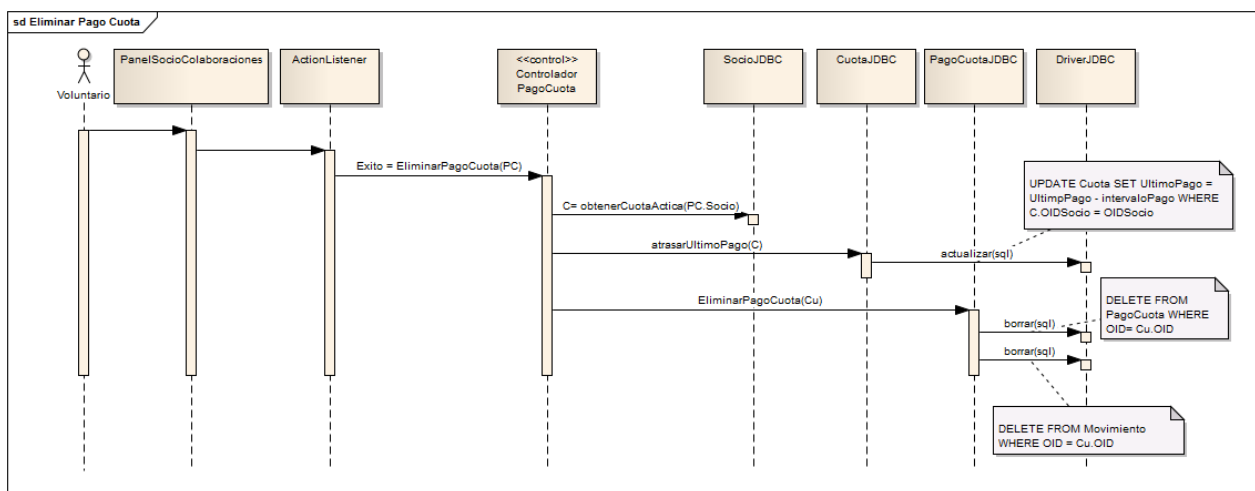 sd Eliminar Pago Cuota
Voluntario
PanelSocioColaboraciones
ActionListener
<<control>>
Controlador
PagoCuota
SocioJDBC
CuotaJDBC
PagoCuotaJDBC
DriverJDBC
Exito = EliminarPagoCuota(PC)
C= obtenerCuotaActica(PC.Socio)
atrasarUltimoPago(C)
actualizar(sql)
UPDATE Cuota SET UltimoPago =
UltimpPago - intervaloPago WHERE
C.OIDSocio = OIDSocio
EliminarPagoCuota(Cu)
borrar(sql)
DELETE FROM
PagoCuota WHERE
OID= Cu.OID
borrar(sql)
DELETE FROM Movimiento
WHERE OID = Cu.OID